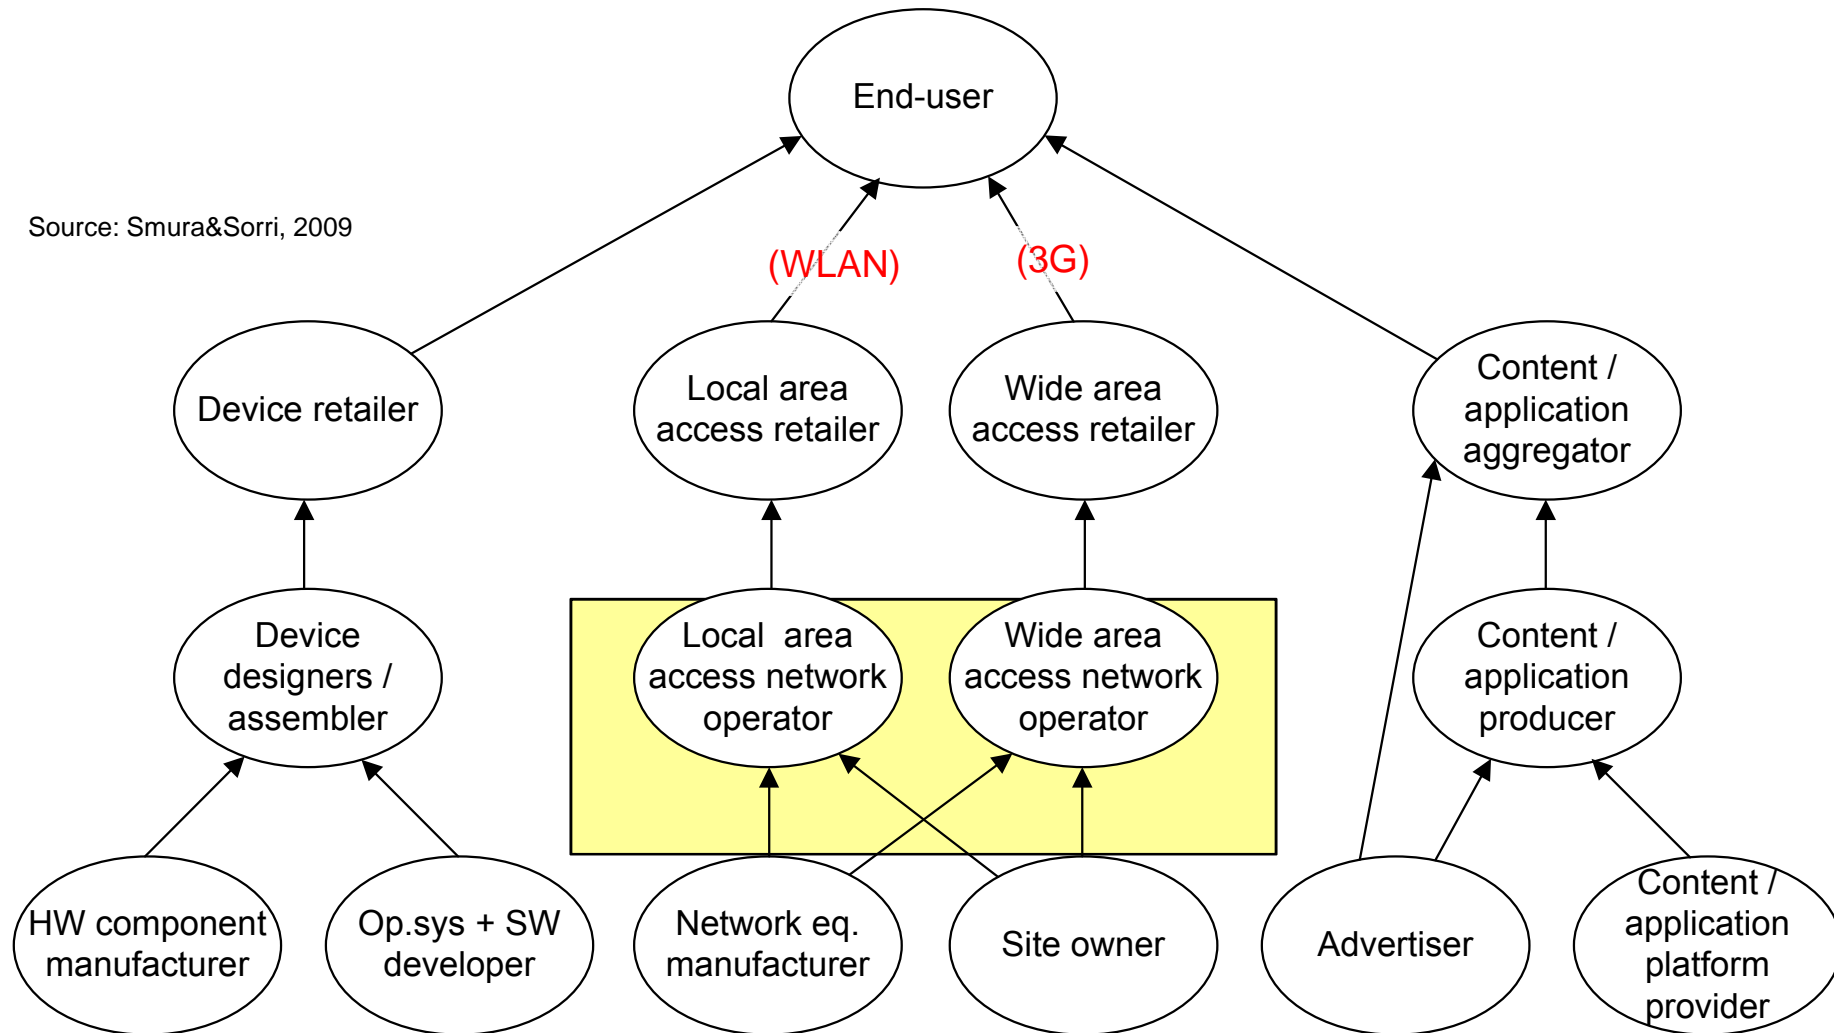 End-user
Source: Smura&Sorri, 2009
(WLAN)
(3G)
Device retailer
Local area
access retailer
Wide area
access retailer
Content /
application
aggregator
Device
designers /
assembler
Local area
access network
operator
Wide area
access network
operator
Content /
application
producer
HW component
manufacturer
Op.sys + SW
developer
Network eq.
manufacturer
Site owner
Advertiser
Content /
application
platform
provider